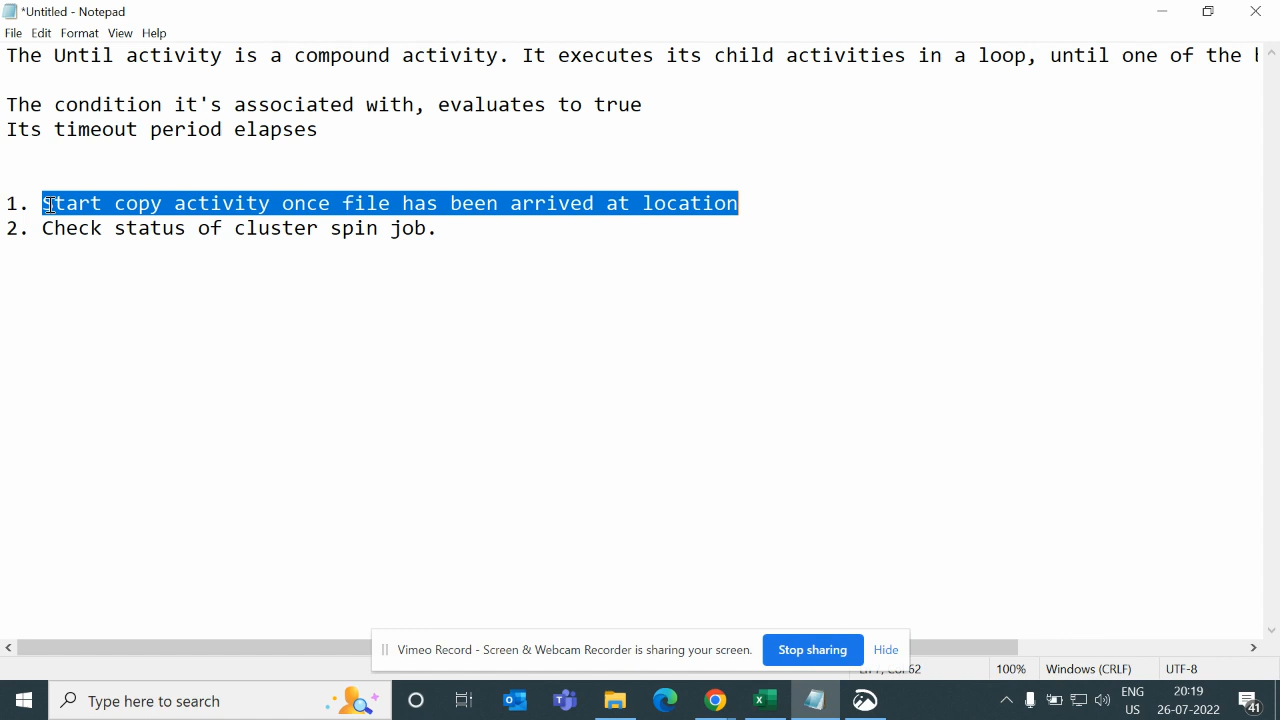 *Untitled - Notepad
File Edit Format View Help
The Until activity is a compound activity. It executes its child activities in a loop, until one of the
The condition it's associated with, evaluates to true
Its timeout period elapses
1. Start copy activity once file has been arrived at location
2. Check status of cluster spin job.
Vimeo Record - Screen & Webcam Recorder is sharing your screen. Stop sharing Hide
100% Windows (CRLF) UTF-8
Type here to search
ENG
US
20:19
26-07-2022
41